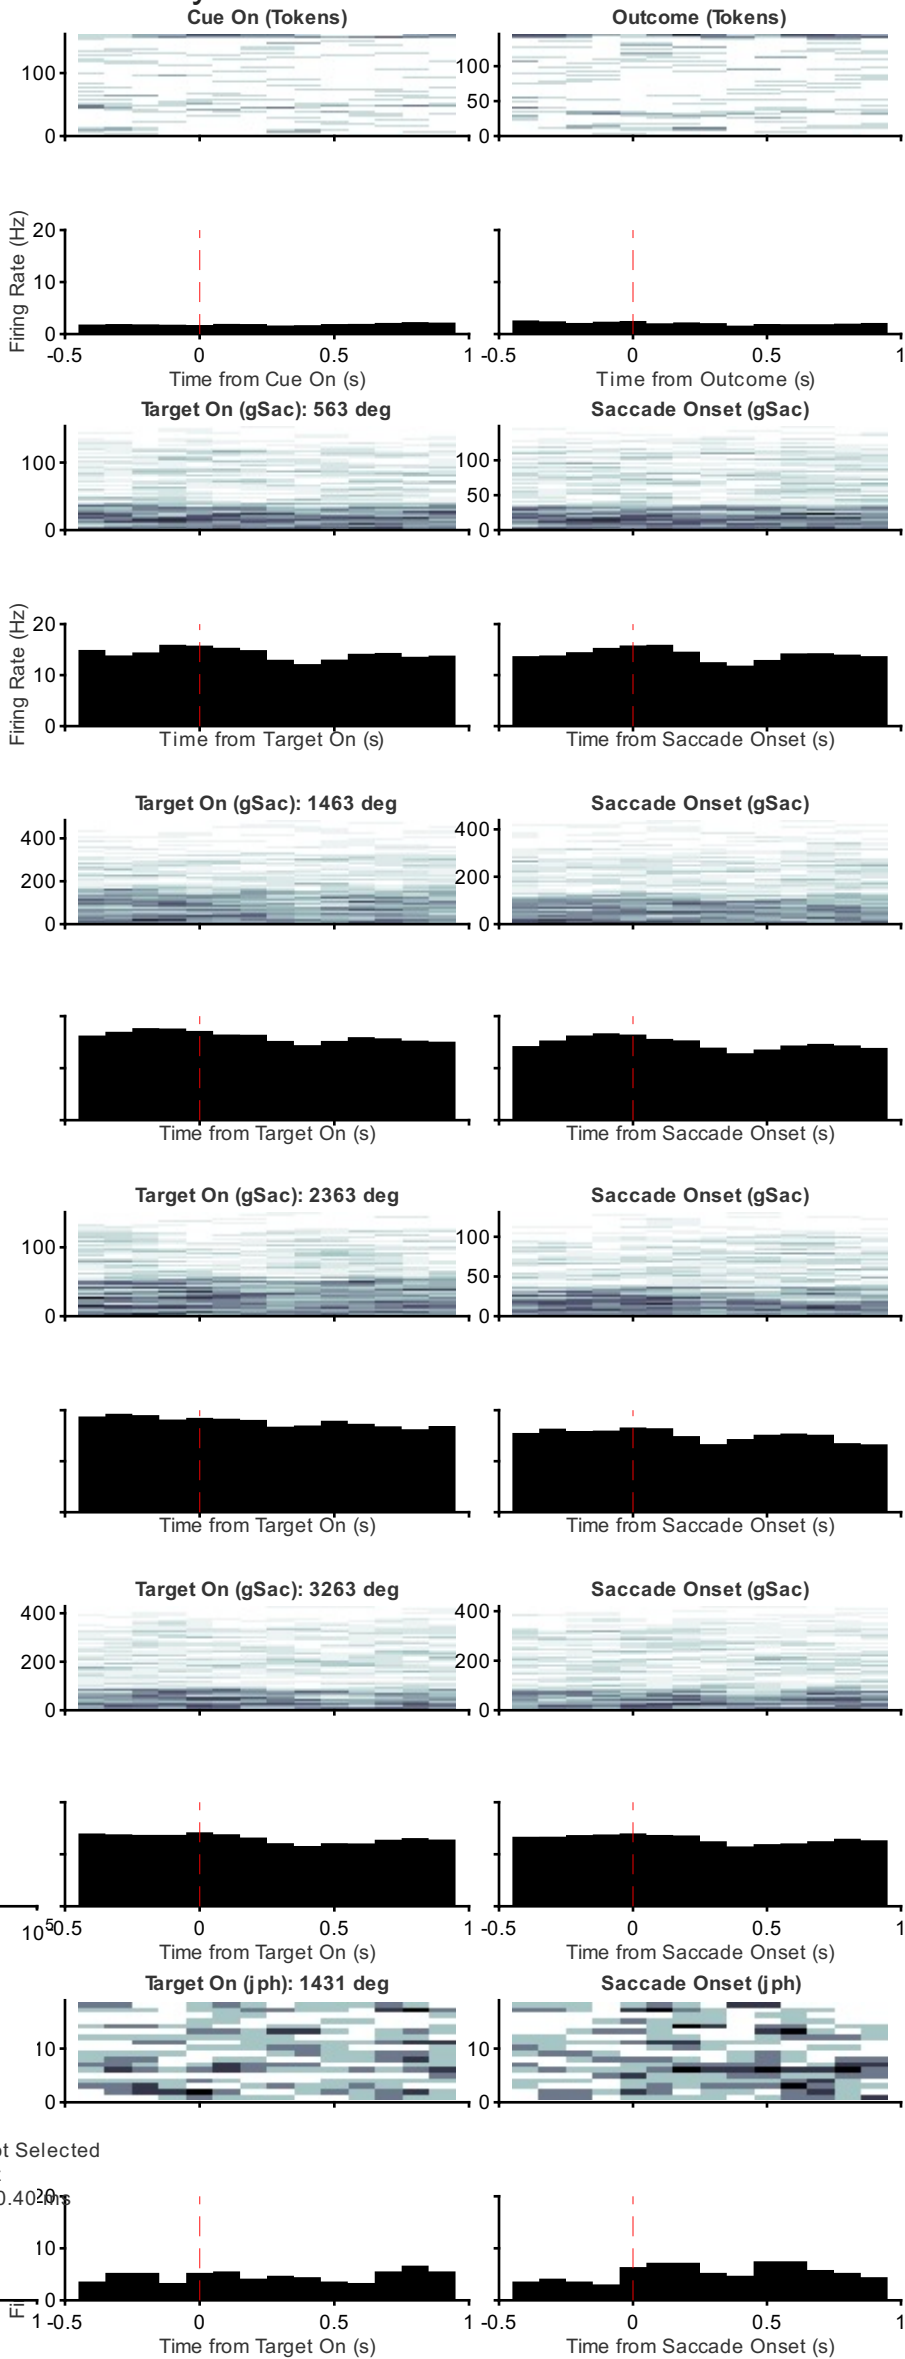 Cue On (Tokens) Outcome (Tokens)
100 100
50
0 0
Firing Rate (Hz)
20
10
0
-0.5 0 0.5 1 -0.5 0 0.5 1
Time from Cue On (s) Time from Outcome (s)
Target On (gSac): 563 deg Saccade Onset (gSac)
100 100
50
0 0
Firing Rate (Hz)
20
10
0
Time from Target On (s) Time from Saccade Onset (s)
Target On (gSac): 1463 deg Saccade Onset (gSac)
400 400
200 200
0 0
Time from Target On (s) Time from Saccade Onset (s)
Target On (gSac): 2363 deg Saccade Onset (gSac)
100 100
50
0 0
Time from Target On (s) Time from Saccade Onset (s)
Target On (gSac): 3263 deg Saccade Onset (gSac)
400 400
200 200
0 0
10⁵ -0.5 0 0.5 1 -0.5 0 0.5 1
Time from Target On (s) Time from Saccade Onset (s)
Target On (jph): 1431 deg Saccade Onset (jph)
10 10
0 0
Selected
0.40 ms
20
10
0
Fi
1 -0.5 0 0.5 1 -0.5 0 0.5 1
Time from Target On (s) Time from Saccade Onset (s)